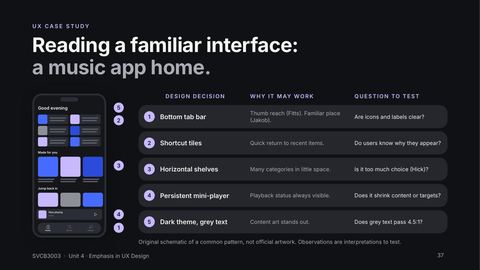 UX CASE STUDY
Reading a familiar interface:
a music app home.
Good evening
Made for you
Jump back in
5
2
3
4
1
DESIGN DECISION WHY IT MAY WORK QUESTION TO TEST
1 Bottom tab bar Thumb reach (Fitts). Familiar place (Jakob). Are icons and labels clear?
2 Shortcut tiles Quick return to recent items. Do users know why they appear?
3 Horizontal shelves Many categories in little space. Is it too much choice (Hick)?
4 Persistent mini-player Playback status always visible. Does it shrink content or targets?
5 Dark theme, grey text Content art stands out. Does grey text pass 4.5:1?
Original schematic of a common pattern, not official artwork. Observations are interpretations to test.
SVCB3003 · Unit 4 · Emphasis in UX Design 37